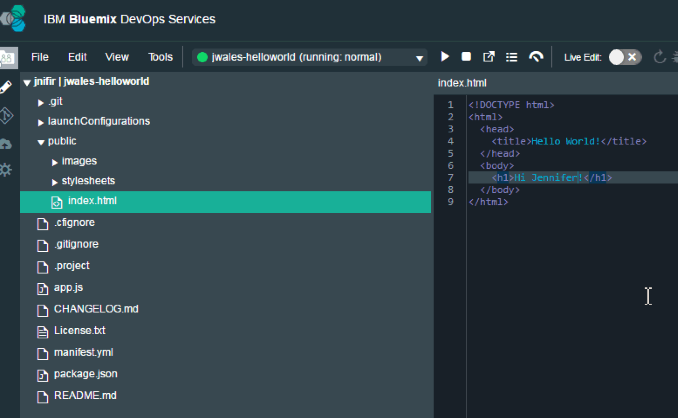 IBM Bluemix DevOps Services
File Edit View Tools jwales-helloworld (running: normal) Live Edit:
jnifir | jwales-helloworld
.git
launchConfigurations
public
images
stylesheets
index.html
.cfignore
.gitignore
.project
app.js
CHANGELOG.md
License.txt
manifest.yml
package.json
README.md
index.html
1 <!DOCTYPE html>
2 <html>
3 <head>
4 <title>Hello World!</title>
5 </head>
6 <body>
7 <h1>Hi Jennifer!</h1>
8 </body>
9 </html>